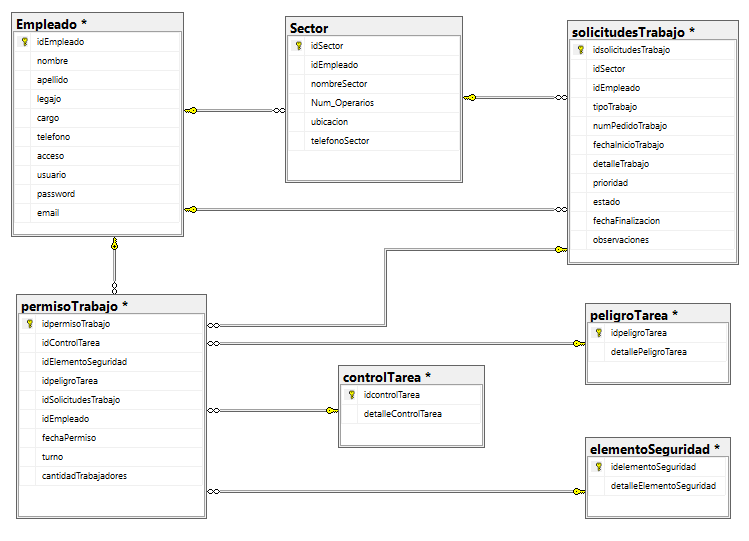 Empleado *
idEmpleado
nombre
apellido
legajo
cargo
telefono
acceso
usuario
password
email
Sector
idSector
idEmpleado
nombreSector
Num_Operarios
ubicacion
telefonoSector
solicitudesTrabajo *
idsolicitudesTrabajo
idSector
idEmpleado
tipoTrabajo
numPedidoTrabajo
fechaInicioTrabajo
detalleTrabajo
prioridad
estado
fechaFinalizacion
observaciones
permisoTrabajo *
idpermisoTrabajo
idControlTarea
idElementoSeguridad
idpeligroTarea
idSolicitudesTrabajo
idEmpleado
fechaPermiso
turno
cantidadTrabajadores
controlTarea *
idcontrolTarea
detalleControlTarea
peligroTarea *
idpeligroTarea
detallePeligroTarea
elementoSeguridad *
idelementoSeguridad
detalleElementoSeguridad